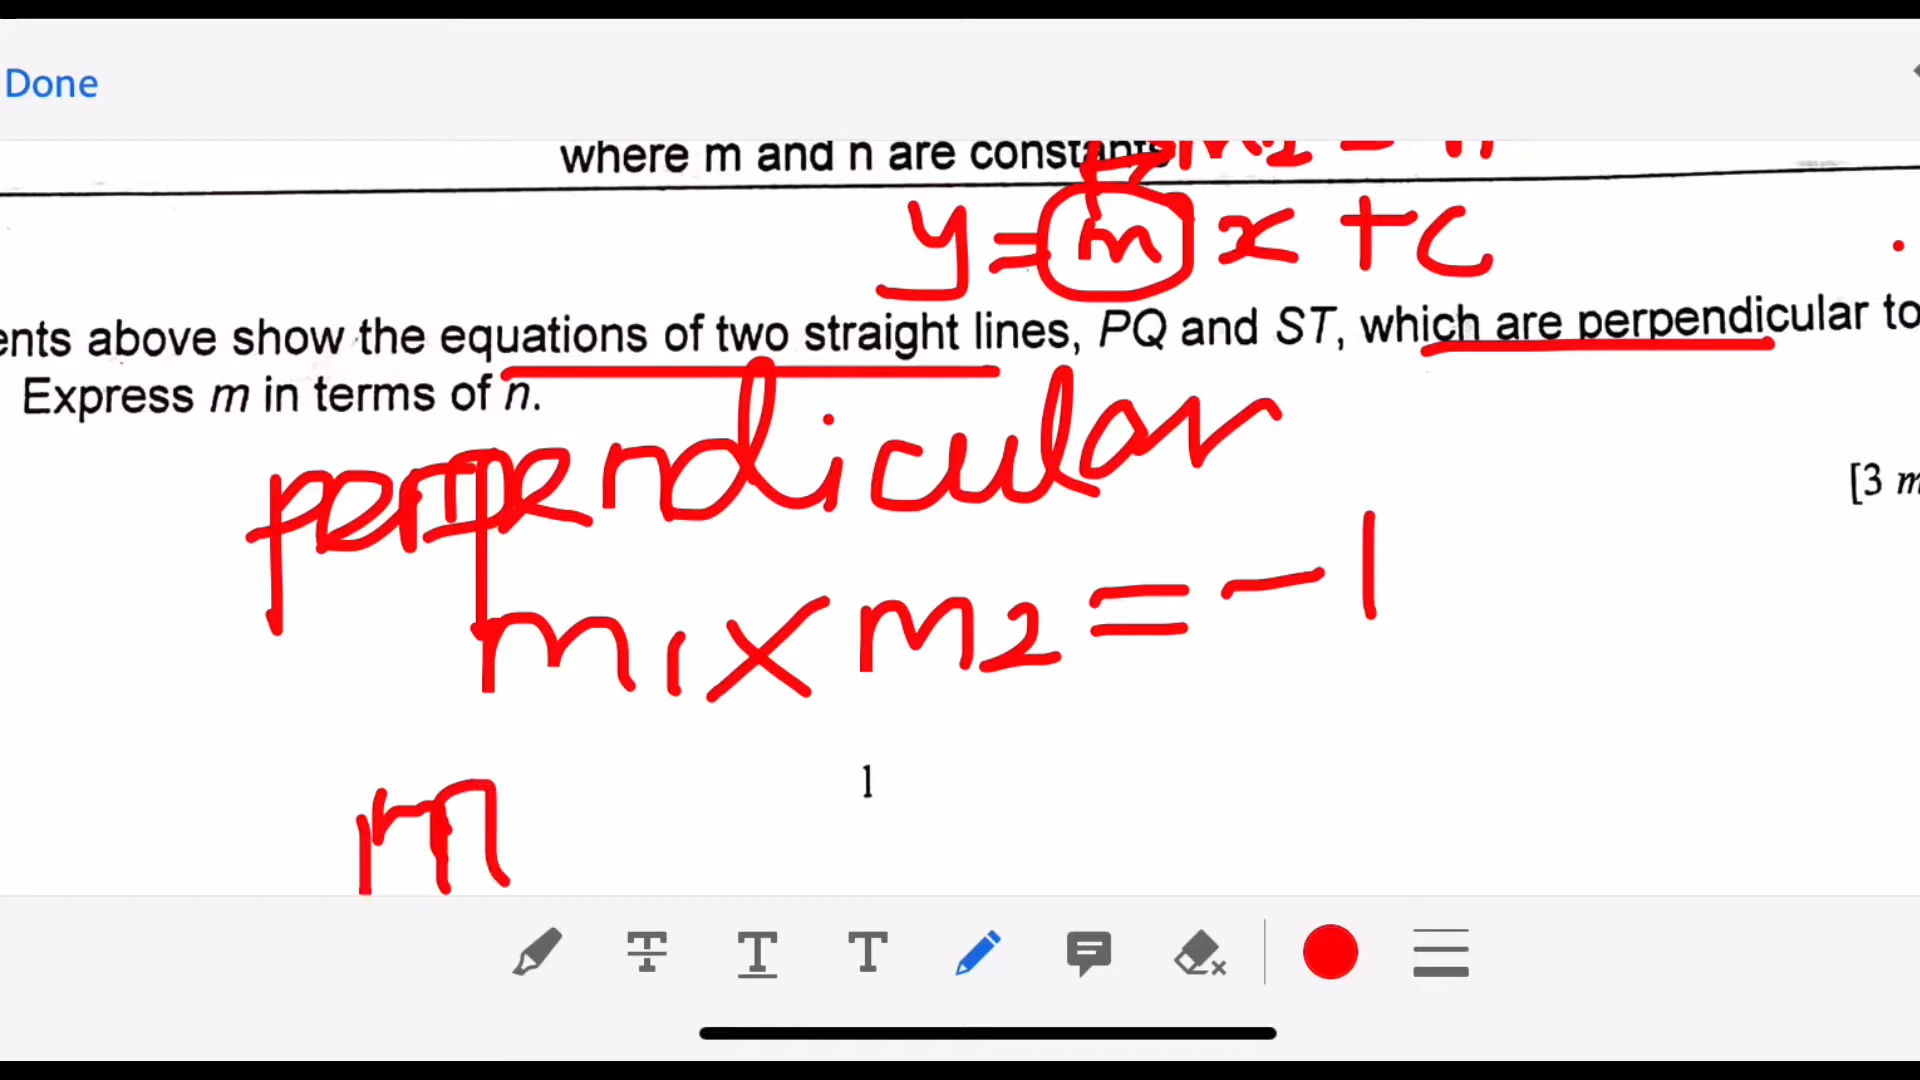 Done
where m and n are constants
y = m x + c
ents above show the equations of two straight lines, PQ and ST, which are perpendicular to
Express m in terms of n.
perpendicular
[3 m
m1 x m2 = -1
1
m